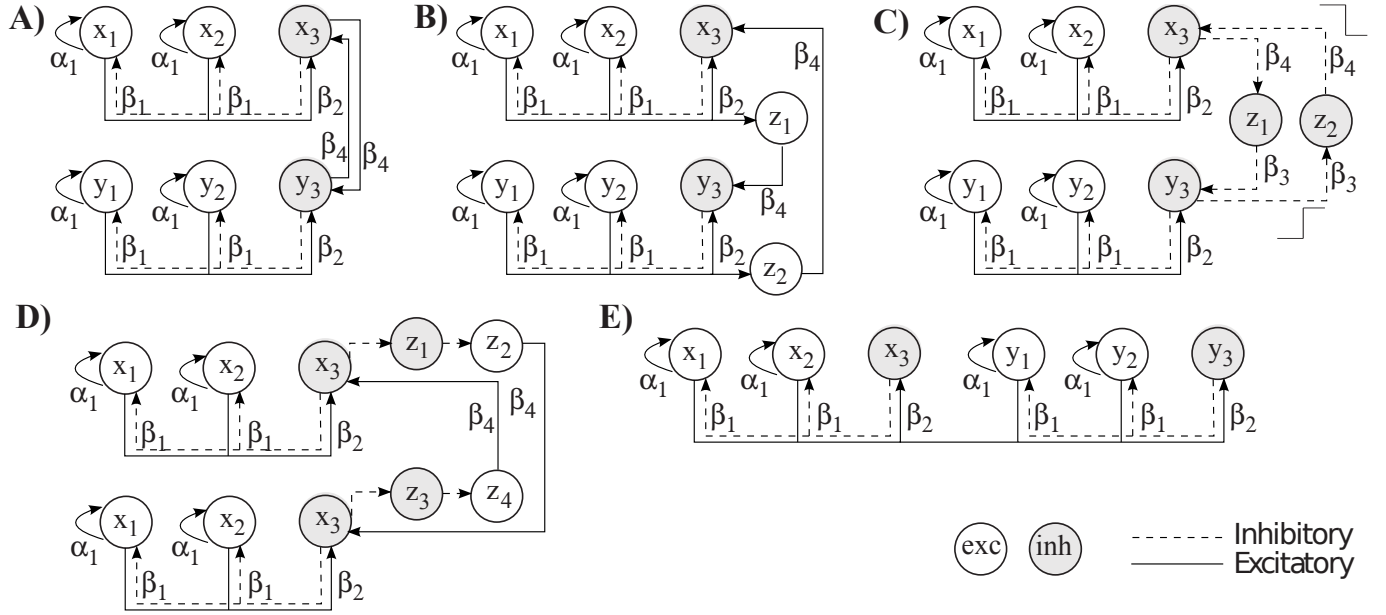 A)
x1 x2 x3
α1 α1
β1 β1 β2
β4 β4
y1 y2 y3
α1 α1
β1 β1 β2
B)
x1 x2 x3
α1 α1
β1 β1 β2 β4
z1
y1 y2 y3
α1 α1 β4
β1 β1 β2
z2
C)
x1 x2 x3
α1 α1 β4 β4
β1 β1 β2
z1 z2
y1 y2 y3 β3 β3
α1 α1
β1 β1 β2
D)
x1 x2 x3 z1 z2
α1 α1
β1 β1 β2 β4 β4
x1 x2 x3 z3 z4
α1 α1
β1 β1 β2
E)
x1 x2 x3 y1 y2 y3
α1 α1 α1 α1
β1 β1 β2 β1 β1 β2
exc inh
Inhibitory
Excitatory